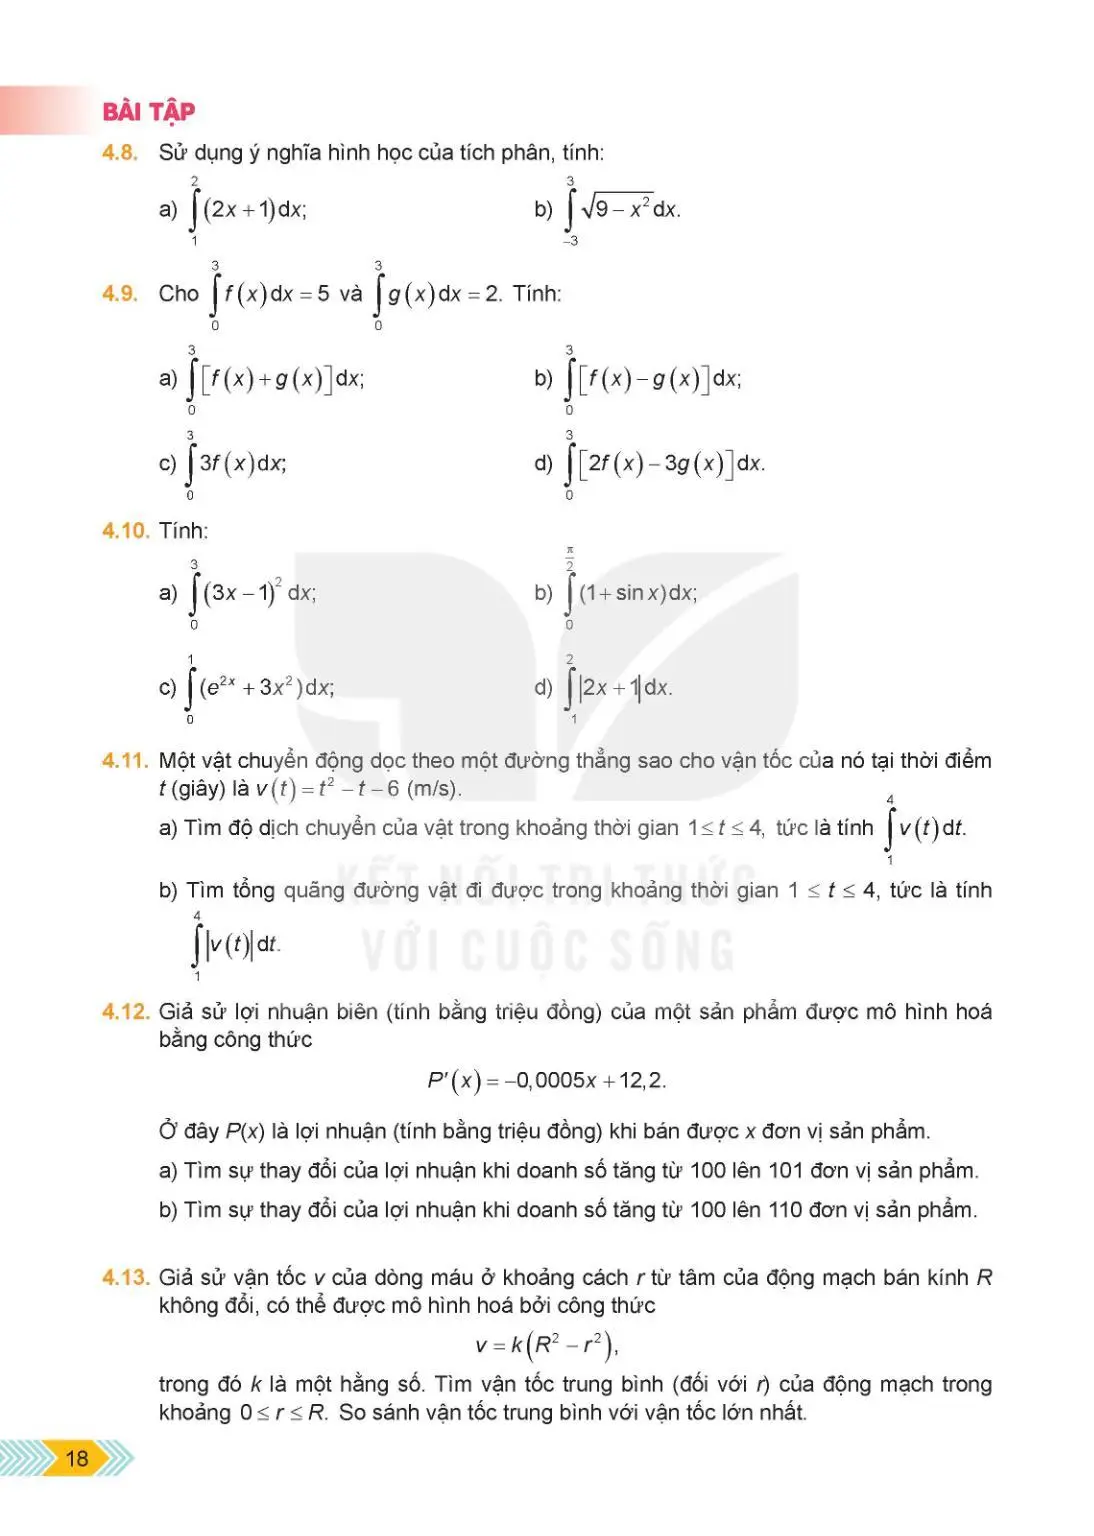 BÀI TẬP
4.8. Sử dụng ý nghĩa hình học của tích phân, tính:
a) ∫₁² (2x + 1)dx; b) ∫₋₃³ √(9 – x²) dx.
4.9. Cho ∫₀³ f(x)dx = 5 và ∫₀³ g(x)dx = 2. Tính:
a) ∫₀³ [f(x) + g(x)]dx; b) ∫₀³ [f(x) – g(x)]dx;
c) ∫₀³ 3f(x)dx; d) ∫₀³ [2f(x) – 3g(x)]dx.
4.10. Tính:
a) ∫₀³ (3x – 1)² dx; b) ∫₀^(π/2) (1 + sin x)dx;
c) ∫₀¹ (e²ˣ + 3x²)dx; d) ∫₁² |2x + 1|dx.
4.11. Một vật chuyển động dọc theo một đường thẳng sao cho vận tốc của nó tại thời điểm
t (giây) là v(t) = t² – t – 6 (m/s).
a) Tìm độ dịch chuyển của vật trong khoảng thời gian 1 ≤ t ≤ 4, tức là tính ∫₁⁴ v(t)dt.
b) Tìm tổng quãng đường vật đi được trong khoảng thời gian 1 ≤ t ≤ 4, tức là tính
∫₁⁴ |v(t)|dt.
KẾT NỐI TRI THỨC
VỚI CUỘC SỐNG
4.12. Giả sử lợi nhuận biên (tính bằng triệu đồng) của một sản phẩm được mô hình hoá
bằng công thức
P'(x) = –0,0005x + 12,2.
Ở đây P(x) là lợi nhuận (tính bằng triệu đồng) khi bán được x đơn vị sản phẩm.
a) Tìm sự thay đổi của lợi nhuận khi doanh số tăng từ 100 lên 101 đơn vị sản phẩm.
b) Tìm sự thay đổi của lợi nhuận khi doanh số tăng từ 100 lên 110 đơn vị sản phẩm.
4.13. Giả sử vận tốc v của dòng máu ở khoảng cách r từ tâm của động mạch bán kính R
không đổi, có thể được mô hình hoá bởi công thức
v = k(R² – r²),
trong đó k là một hằng số. Tìm vận tốc trung bình (đối với r) của động mạch trong
khoảng 0 ≤ r ≤ R. So sánh vận tốc trung bình với vận tốc lớn nhất.
18